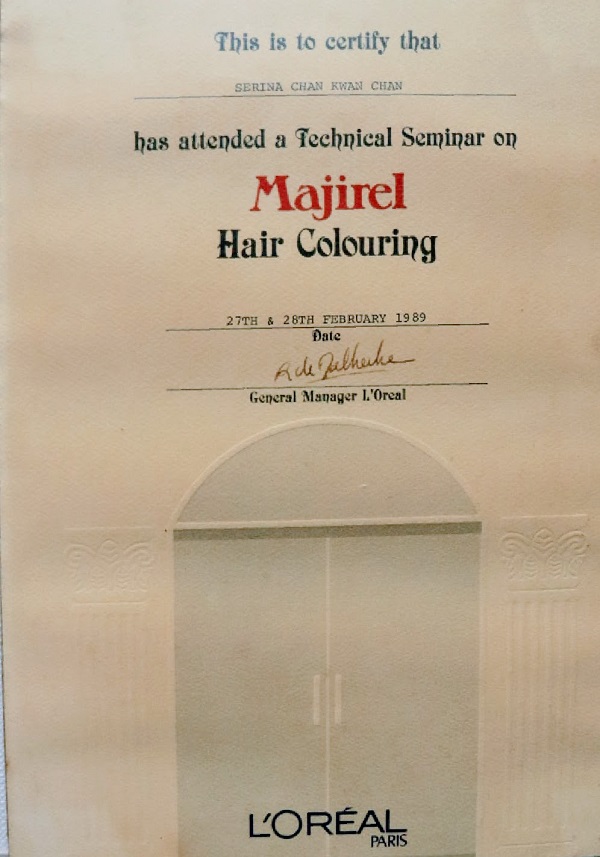 This is to certify that
SERINA CHAN KWAN CHAN
has attended a Technical Seminar on
Majirel
Hair Colouring
27TH & 28TH FEBRUARY 1989
Date
General Manager L'Oreal
L'ORÉAL
PARIS